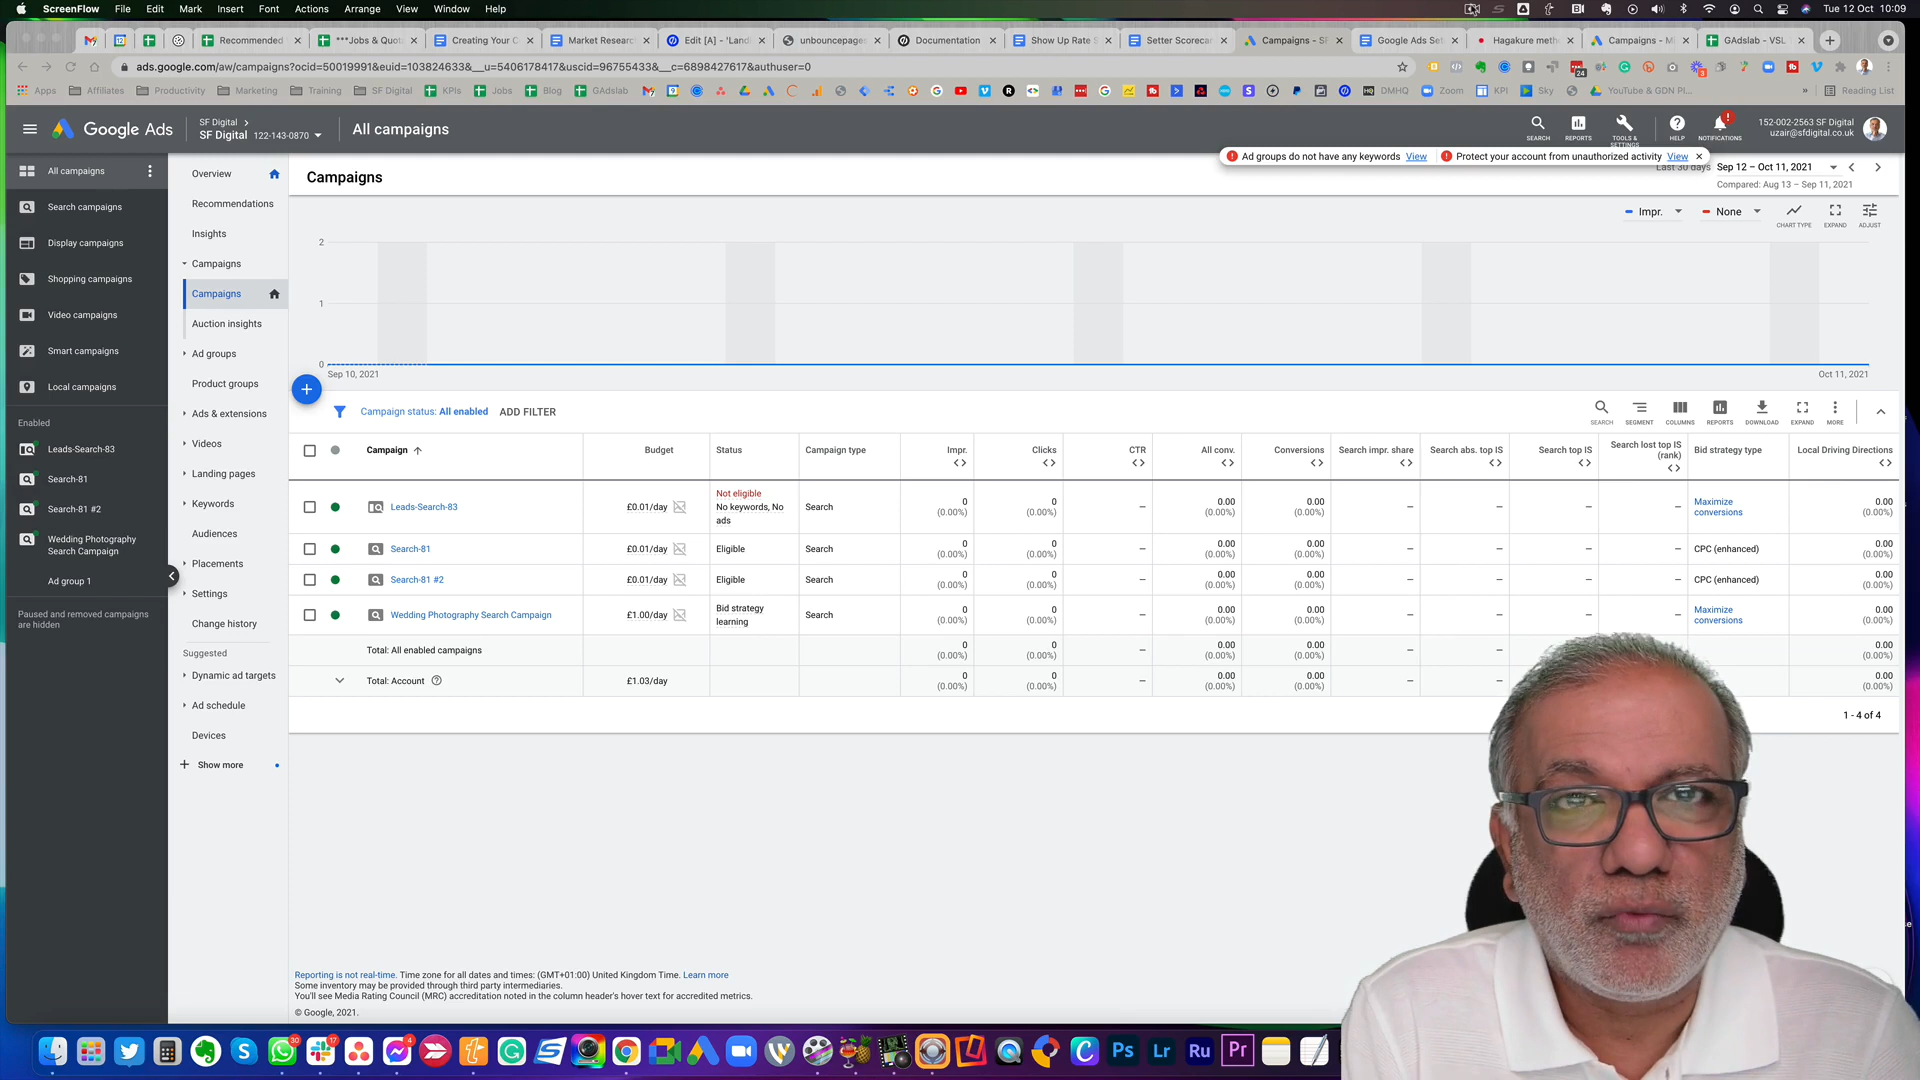 ScreenFlow File Edit Mark Insert Font Actions Arrange View Window Help
Tue 12 Oct 10:09
Recommended
***Jobs & Quot
Creating Your C
Market Researc
Edit [A] - 'Land
unbouncepages
Documentation
Show Up Rate S
Setter Scorecar
Campaigns - SF
Google Ads Set
Hagakure meth
Campaigns - Mi
GAdslab - VSL
ads.google.com/aw/campaigns?ocid=50019991&euid=103824633&__u=5406178417&uscid=96755433&__c=6898427617&authuser=0
Apps Affiliates Productivity Marketing Training SF Digital KPIs Jobs Blog GAdslab DMHQ Zoom KPI Sky YouTube & GDN Pl... » Reading List
Google Ads
SF Digital
SF Digital 122-143-0870
All campaigns
SEARCH
REPORTS
TOOLS & SETTINGS
HELP
NOTIFICATIONS
152-002-2563 SF Digital
uzair@sfdigital.co.uk
Ad groups do not have any keywords View
Protect your account from unauthorized activity View
All campaigns
Search campaigns
Display campaigns
Shopping campaigns
Video campaigns
Smart campaigns
Local campaigns
Enabled
Leads-Search-83
Search-81
Search-81 #2
Wedding Photography
Search Campaign
Ad group 1
Paused and removed campaigns
are hidden
Overview
Recommendations
Insights
Campaigns
Campaigns
Auction insights
Ad groups
Product groups
Ads & extensions
Videos
Landing pages
Keywords
Audiences
Placements
Settings
Change history
Suggested
Dynamic ad targets
Ad schedule
Devices
Show more
Campaigns
Last 30 days Sep 12 – Oct 11, 2021
Compared: Aug 13 – Sep 11, 2021
Impr. None CHART TYPE EXPAND ADJUST
2
1
0
Sep 10, 2021 Oct 11, 2021
Campaign status: All enabled ADD FILTER
SEARCH SEGMENT COLUMNS REPORTS DOWNLOAD EXPAND MORE
Campaign Budget Status Campaign type Impr. Clicks CTR All conv. Conversions Search impr. share Search abs. top IS Search top IS Search lost top IS (rank) Bid strategy type Local Driving Directions
Leads-Search-83 £0.01/day Not eligible No keywords, No ads Search 0 (0.00%) 0 (0.00%) — 0.00 (0.00%) 0.00 (0.00%) — — — — Maximize conversions 0.00 (0.00%)
Search-81 £0.01/day Eligible Search 0 (0.00%) 0 (0.00%) — 0.00 (0.00%) 0.00 (0.00%) — — — — CPC (enhanced) 0.00 (0.00%)
Search-81 #2 £0.01/day Eligible Search 0 (0.00%) 0 (0.00%) — 0.00 (0.00%) 0.00 (0.00%) — — — — CPC (enhanced) 0.00 (0.00%)
Wedding Photography Search Campaign £1.00/day Bid strategy learning Search 0 (0.00%) 0 (0.00%) — 0.00 (0.00%) 0.00 (0.00%) — — — — Maximize conversions 0.00 (0.00%)
Total: All enabled campaigns 0 (0.00%) 0 (0.00%) — 0.00 (0.00%) 0.00 (0.00%) — — — 0.00 (0.00%)
Total: Account £1.03/day 0 (0.00%) 0 (0.00%) — 0.00 (0.00%) 0.00 (0.00%) — — 0.00 (0.00%)
1 - 4 of 4
Reporting is not real-time. Time zone for all dates and times: (GMT+01:00) United Kingdom Time. Learn more
Some inventory may be provided through third party intermediaries.
You'll see Media Rating Council (MRC) accreditation noted in the column header's hover text for accredited metrics.
© Google, 2021.
Ps Lr Ru Pr